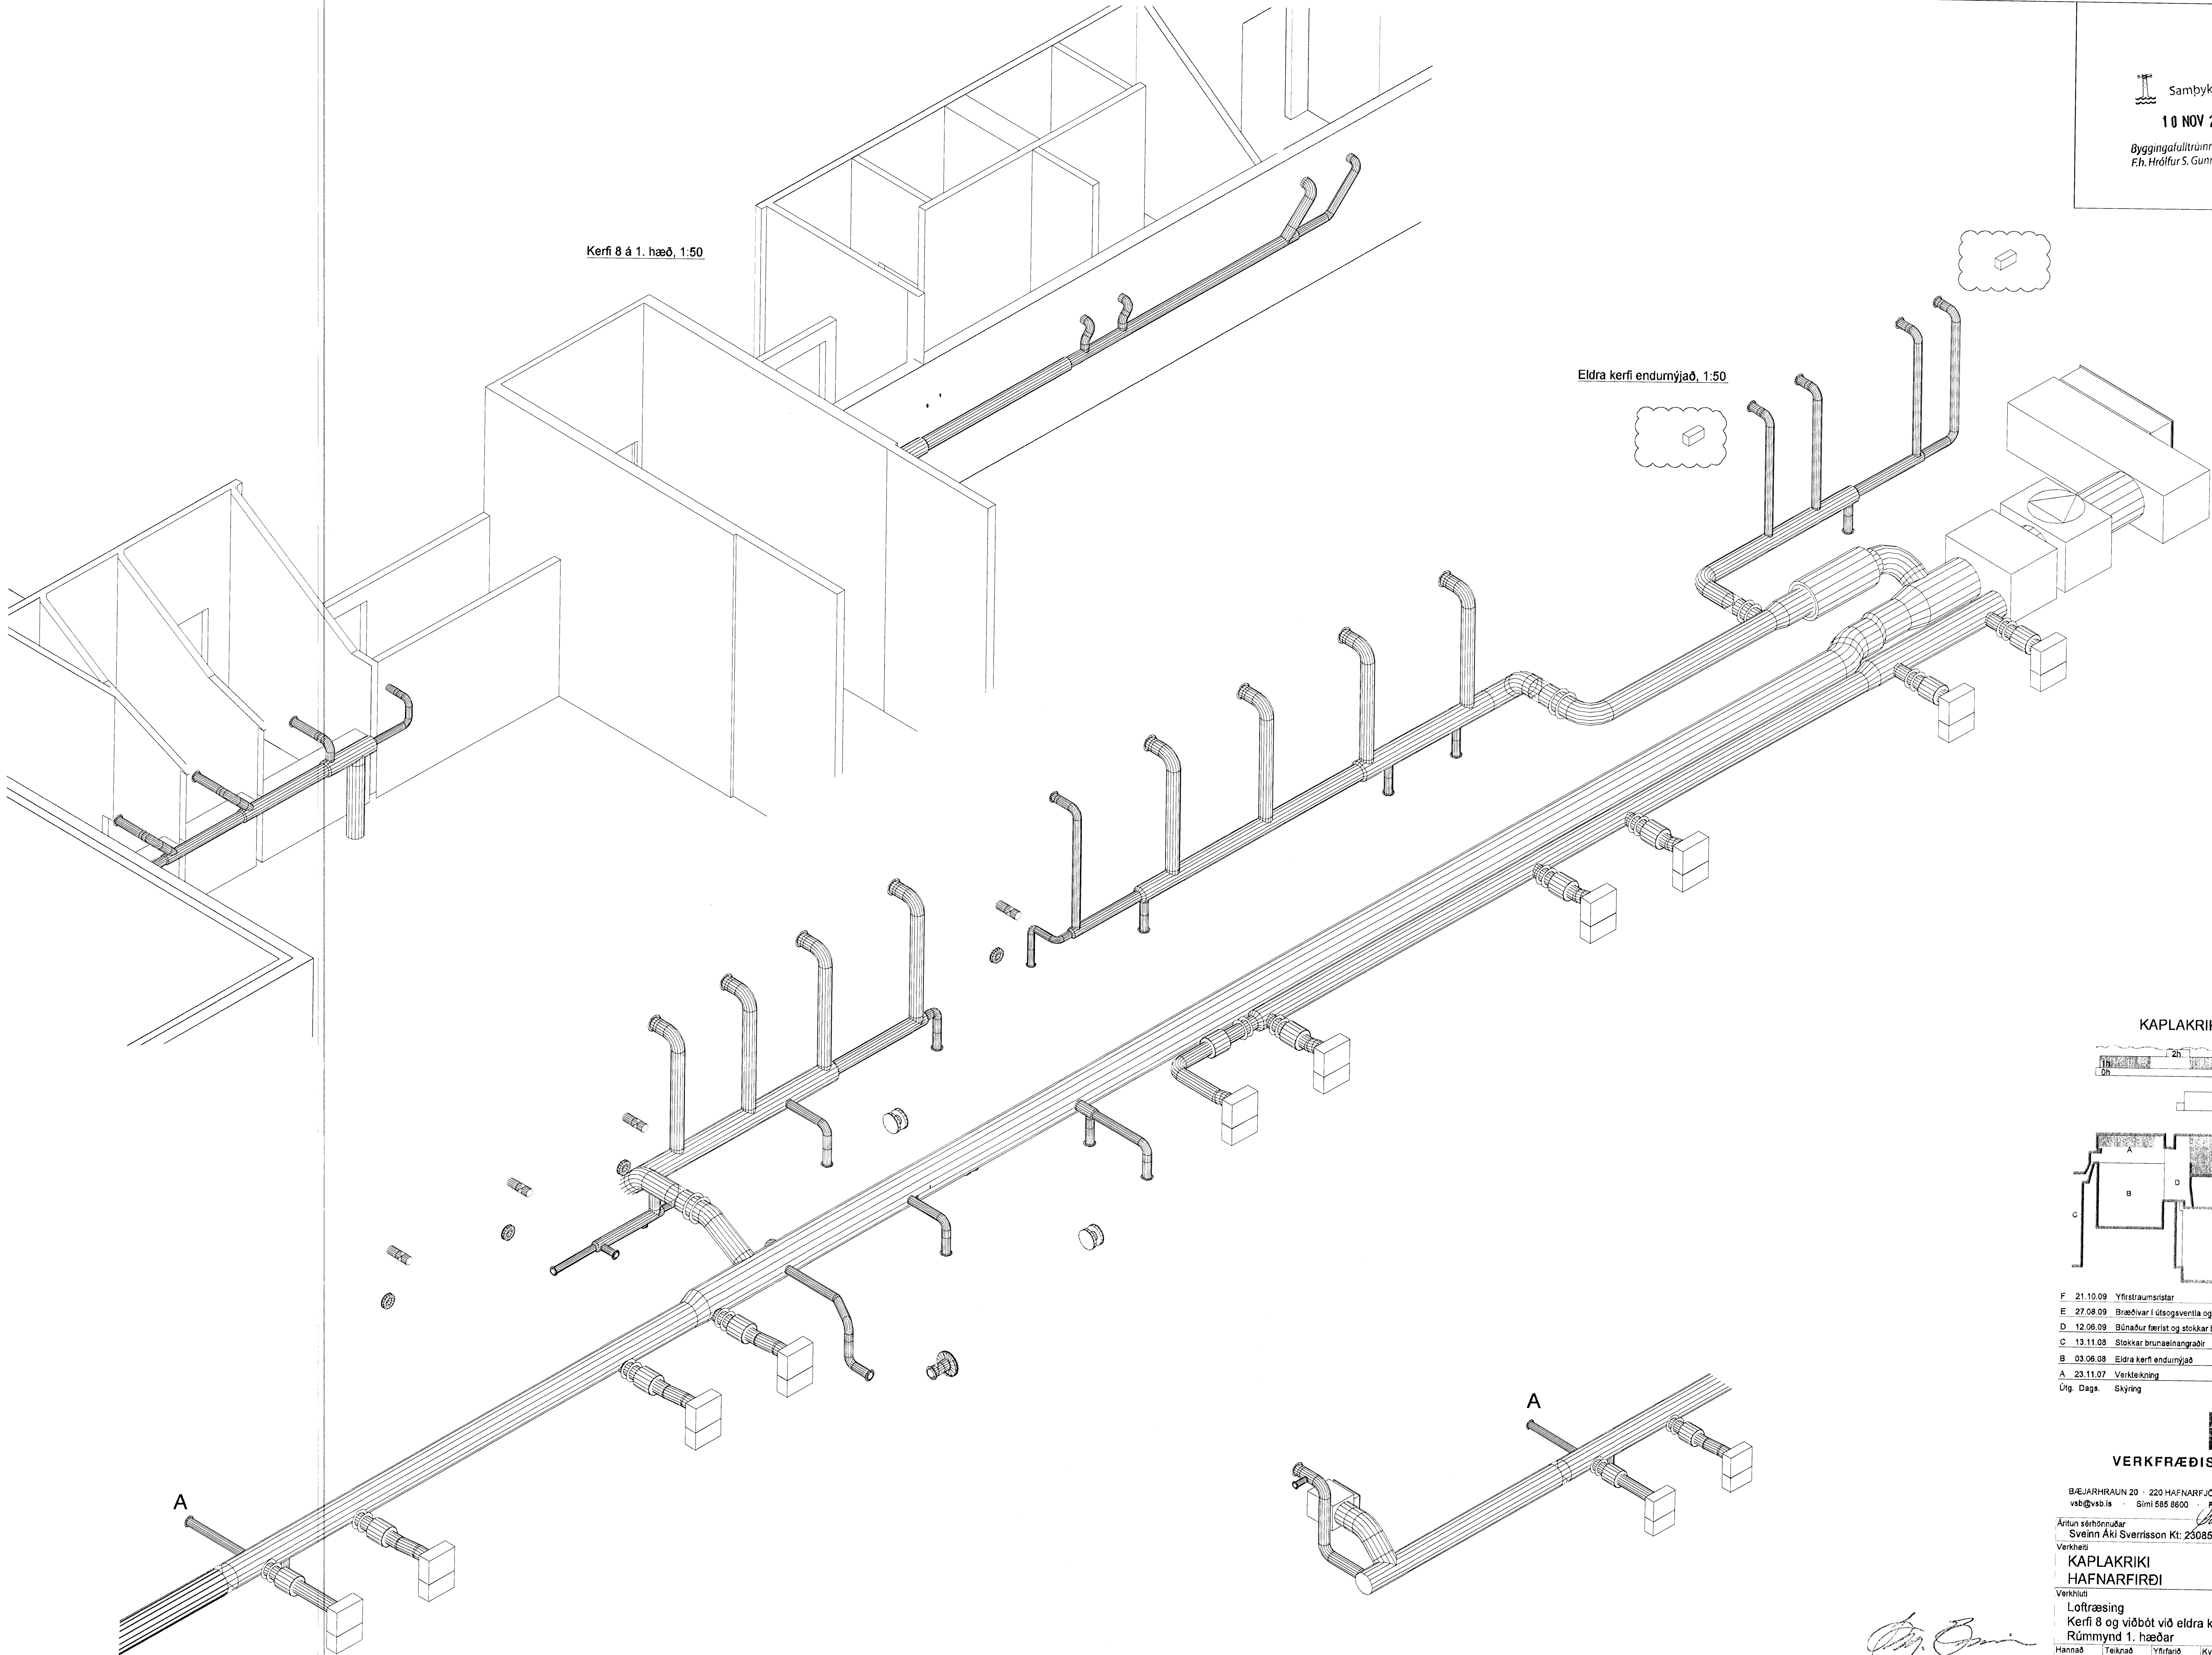 Samþyk
10 NOV 2
Byggingafulltrúinn
F.h. Hrólfur S. Gunn
Kerfi 8 á 1. hæð, 1:50
Eldra kerfi endurnýjað, 1:50
KAPLAKRIK
2h
1h
0h
A
B
C
D
F 21.10.09 Yfirstraumsristar
E 27.08.09 Bræðivar í útsogsventla og
D 12.06.09 Búnaður færist og stokkar
C 13.11.08 Stokkar brunaeinangraðir
B 03.06.08 Eldra kerfi endurnýjað
A 23.11.07 Verkteikning
Útg. Dags. Skýring
A
A
VERKFRÆÐIS
BÆJARHRAUN 20 · 220 HAFNARFJÖ
vsb@vsb.is · Sími 585 8600 ·
Áritun sérhönnuðar
Sveinn Áki Sverrisson Kt: 23085
Verkheiti
KAPLAKRIKI
HAFNARFIRÐI
Verkhluti
Loftræsing
Kerfi 8 og viðbót við eldra k
Rúmmynd 1. hæðar
Hannað Teiknað Yfirfarið Kv